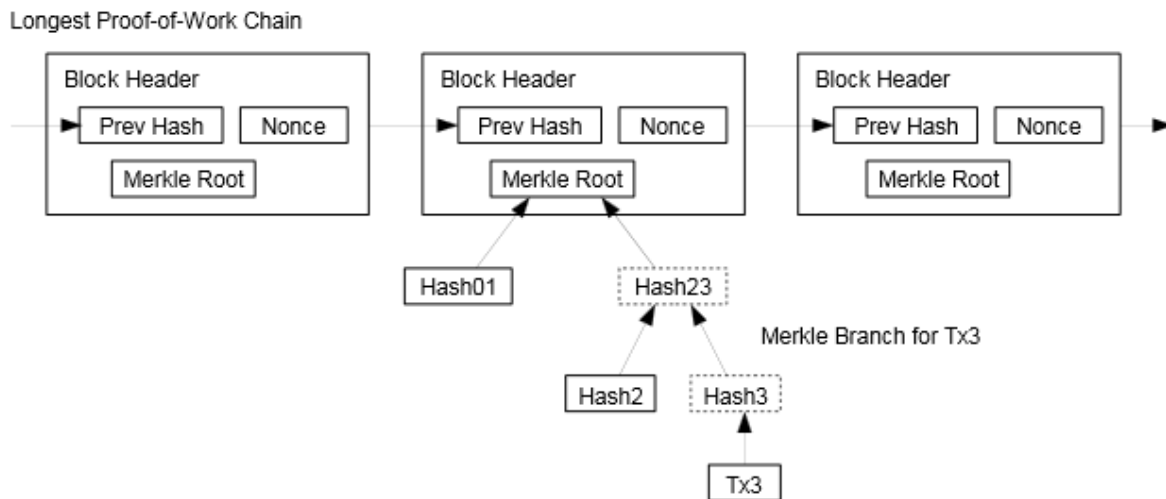 Longest Proof-of-Work Chain
Block Header
Prev Hash Nonce
Merkle Root
Block Header
Prev Hash Nonce
Merkle Root
Block Header
Prev Hash Nonce
Merkle Root
Hash01
Hash23
Merkle Branch for Tx3
Hash2
Hash3
Tx3